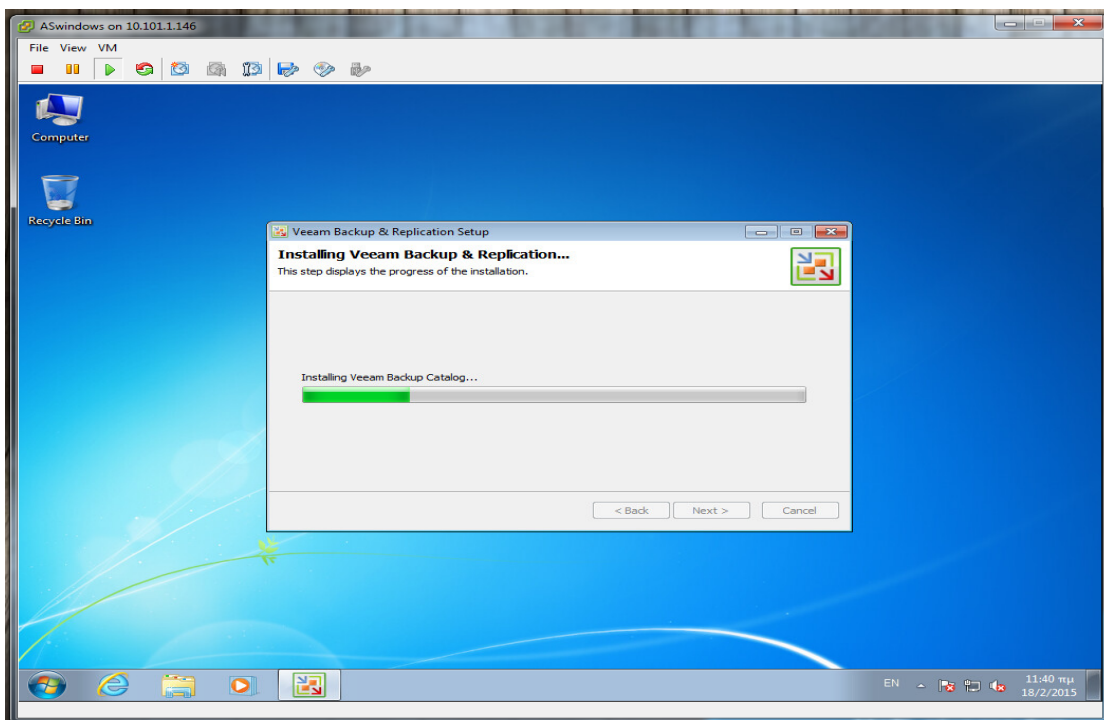 ASwindows on 10.101.1.146
File View VM
Computer
Recycle Bin
Veeam Backup & Replication Setup
Installing Veeam Backup & Replication...
This step displays the progress of the installation.
Installing Veeam Backup Catalog...
< Back Next > Cancel
EN
11:40 πμ
18/2/2015